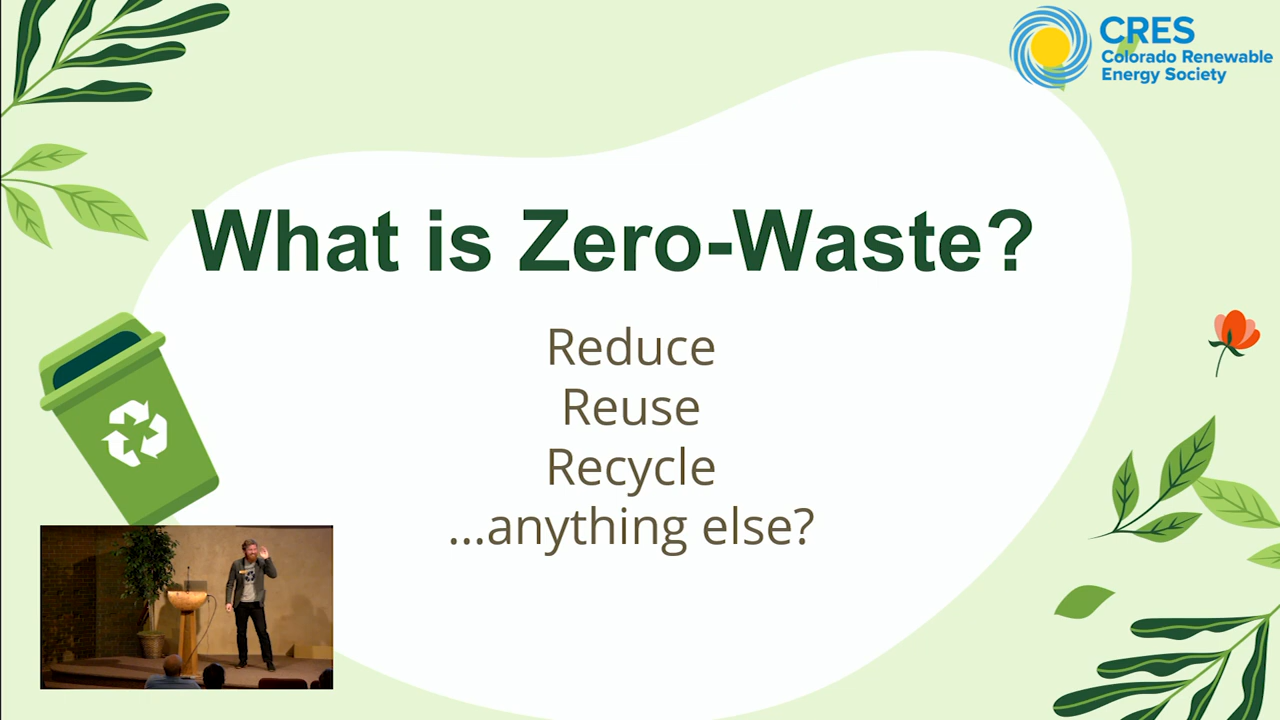 CRES
Colorado Renewable
Energy Society
What is Zero-Waste?
Reduce
Reuse
Recycle
...anything else?